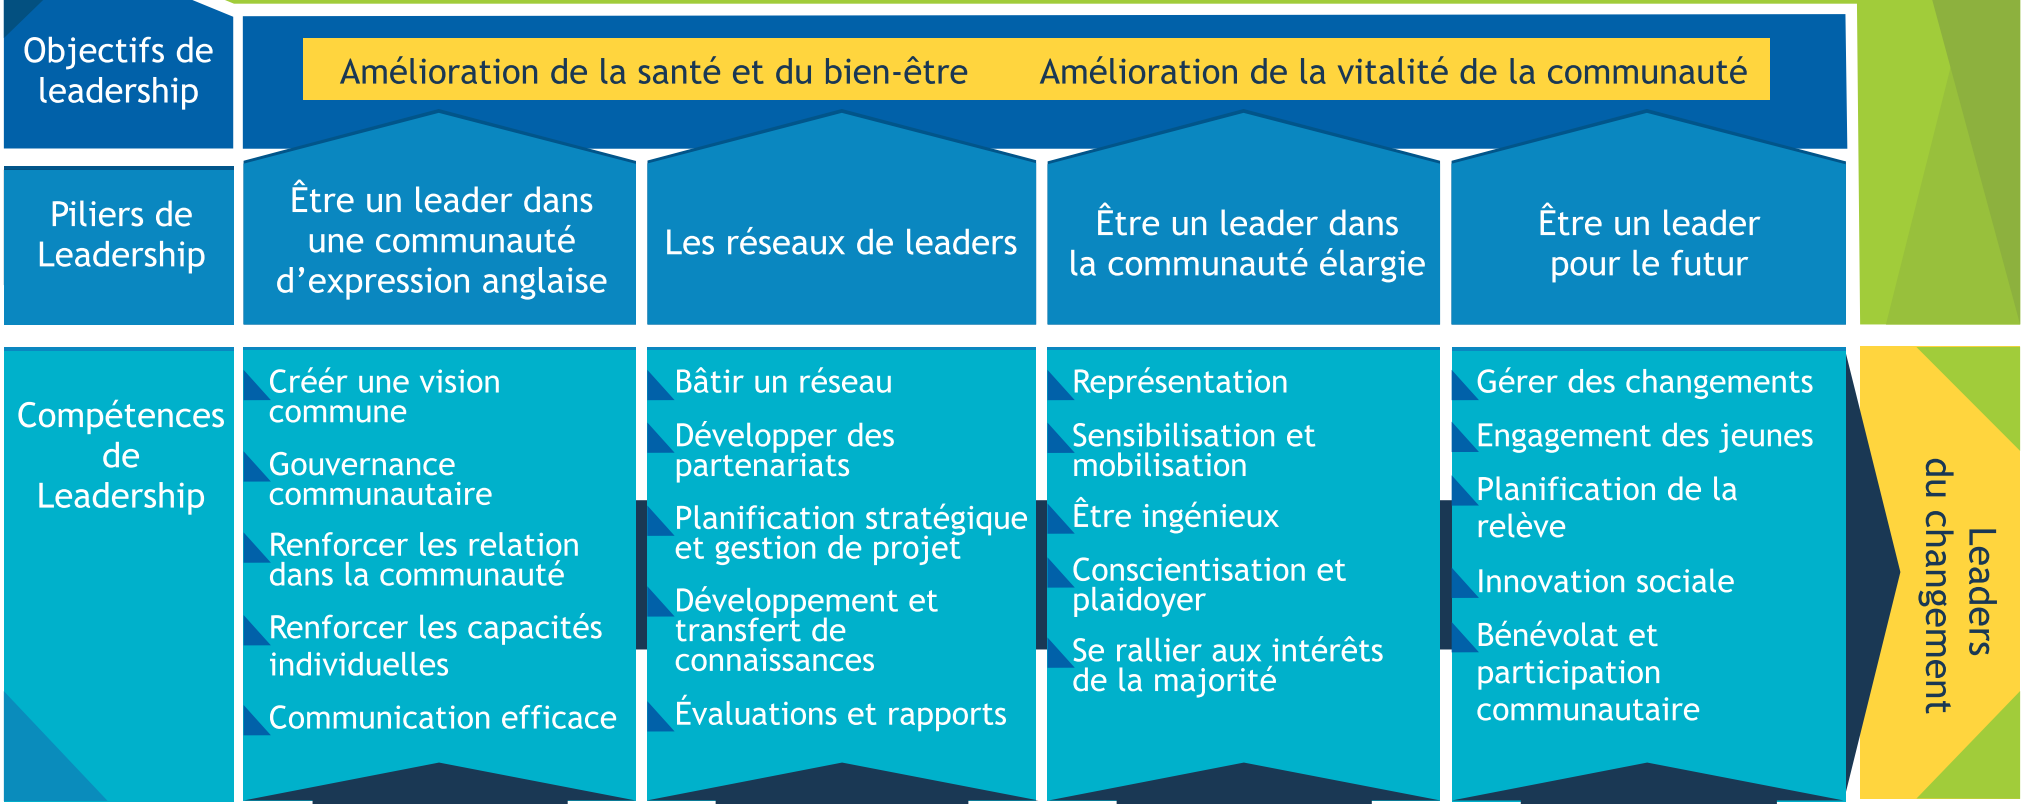 Objectifs de
leadership
Amélioration de la santé et du bien-être
Amélioration de la vitalité de la communauté
Piliers de
Leadership
Être un leader dans
une communauté
d’expression anglaise
Les réseaux de leaders
Être un leader dans
la communauté élargie
Être un leader
pour le futur
Compétences
de
Leadership
Créér une vision
commune
Gouvernance
communautaire
Renforcer les relation
dans la communauté
Renforcer les capacités
individuelles
Communication efficace
Bâtir un réseau
Développer des
partenariats
Planification stratégique
et gestion de projet
Développement et
transfert de
connaissances
Évaluations et rapports
Représentation
Sensibilisation et
mobilisation
Être ingénieux
Conscientisation et
plaidoyer
Se rallier aux intérêts
de la majorité
Gérer des changements
Engagement des jeunes
Planification de la
relève
Innovation sociale
Bénévolat et
participation
communautaire
Leaders
du changement